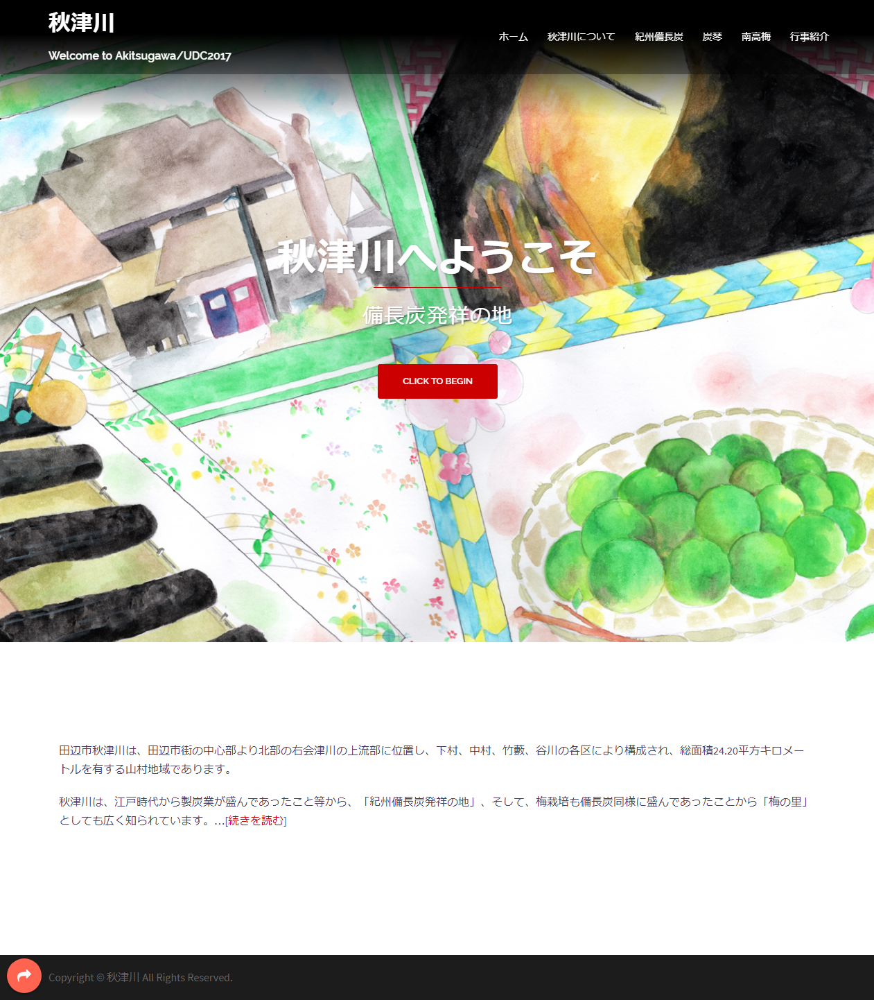 秋津川
Welcome to Akitsugawa/UDC2017
ホーム 秋津川について 紀州備長炭 炭琴 南高梅 行事紹介
秋津川へようこそ
備長炭発祥の地
CLICK TO BEGIN
田辺市秋津川は、田辺市街の中心部より北部の右会津川の上流部に位置し、下村、中村、竹藪、谷川の各区により構成され、総面積24.20平方キロメー
トルを有する山村地域であります。
秋津川は、江戸時代から製炭業が盛んであったこと等から、「紀州備長炭発祥の地」、そして、梅栽培も備長炭同様に盛んであったことから「梅の里」
としても広く知られています。…[続きを読む]
Copyright © 秋津川 All Rights Reserved.